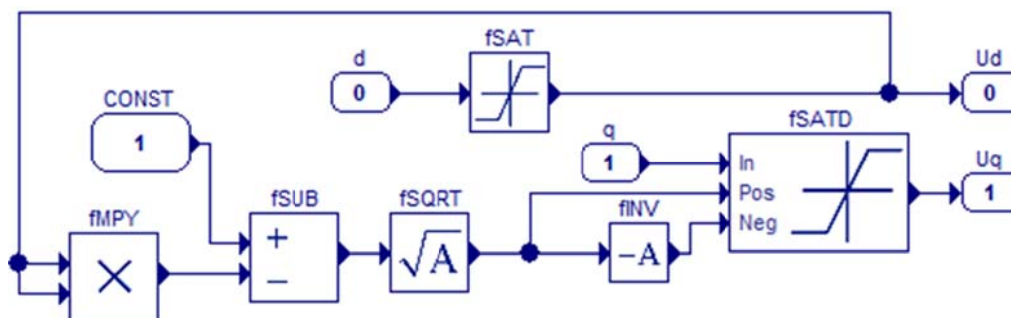 fSAT
d
0
Ud
0
CONST
1
q
1
fSATD
In
Pos
Neg
Uq
1
fMPY
×
fSUB
+
−
fSQRT
√A
fINV
−A